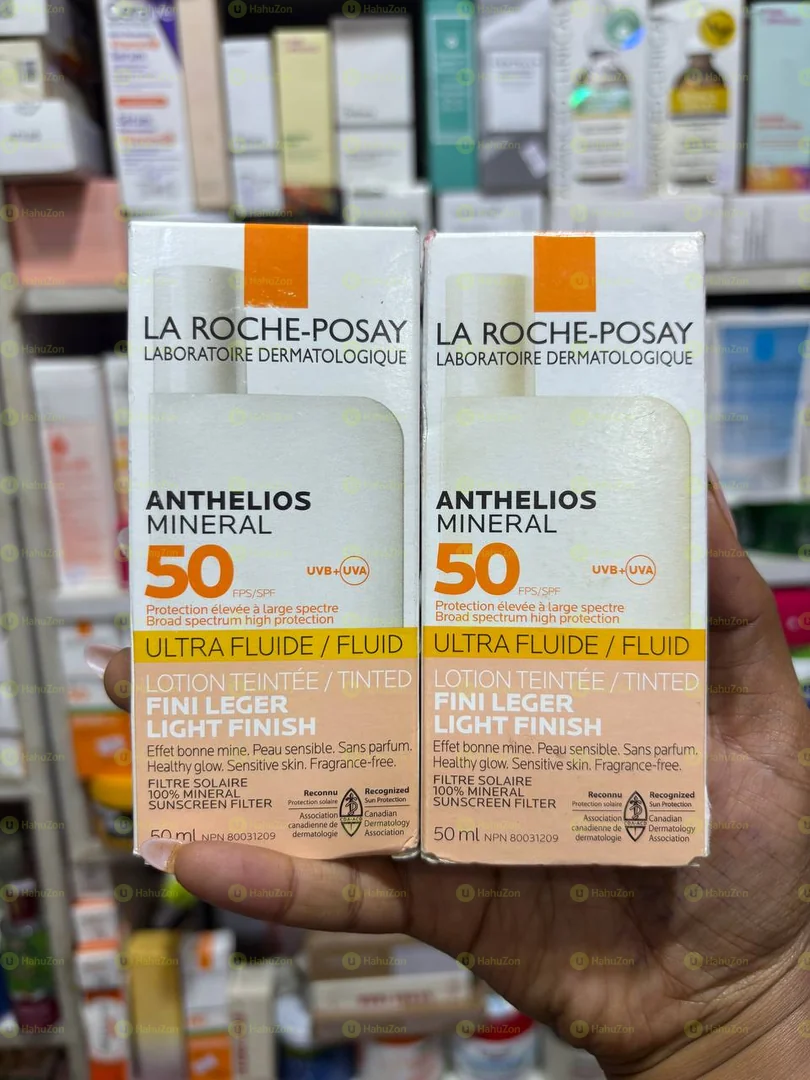 LA ROCHE-POSAY
LABORATOIRE DERMATOLOGIQUE
ANTHELIOS
MINERAL
50
FPS/SPF
UVB+UVA
Protection élevée à large spectre
Broad spectrum high protection
ULTRA FLUIDE / FLUID
LOTION TEINTÉE / TINTED
FINI LEGER
LIGHT FINISH
Effet bonne mine. Peau sensible. Sans parfum.
Healthy glow. Sensitive skin. Fragrance-free.
FILTRE SOLAIRE
100% MINERAL
SUNSCREEN FILTER
Reconnu
Protection solaire
Association
canadienne de
dermatologie
Recognized
Sun Protection
Canadian
Dermatology
Association
50 ml NPN 80031209
LA ROCHE-POSAY
LABORATOIRE DERMATOLOGIQUE
ANTHELIOS
MINERAL
50
FPS/SPF
UVB+UVA
Protection élevée à large spectre
Broad spectrum high protection
ULTRA FLUIDE / FLUID
LOTION TEINTÉE / TINTED
FINI LEGER
LIGHT FINISH
Effet bonne mine. Peau sensible. Sans parfum.
Healthy glow. Sensitive skin. Fragrance-free.
FILTRE SOLAIRE
100% MINERAL
SUNSCREEN FILTER
Reconnu
Protection solaire
Association
canadienne de
dermatologie
Recognized
Sun Protection
Canadian
Dermatology
Association
50 ml NPN 80031209
HahuZon